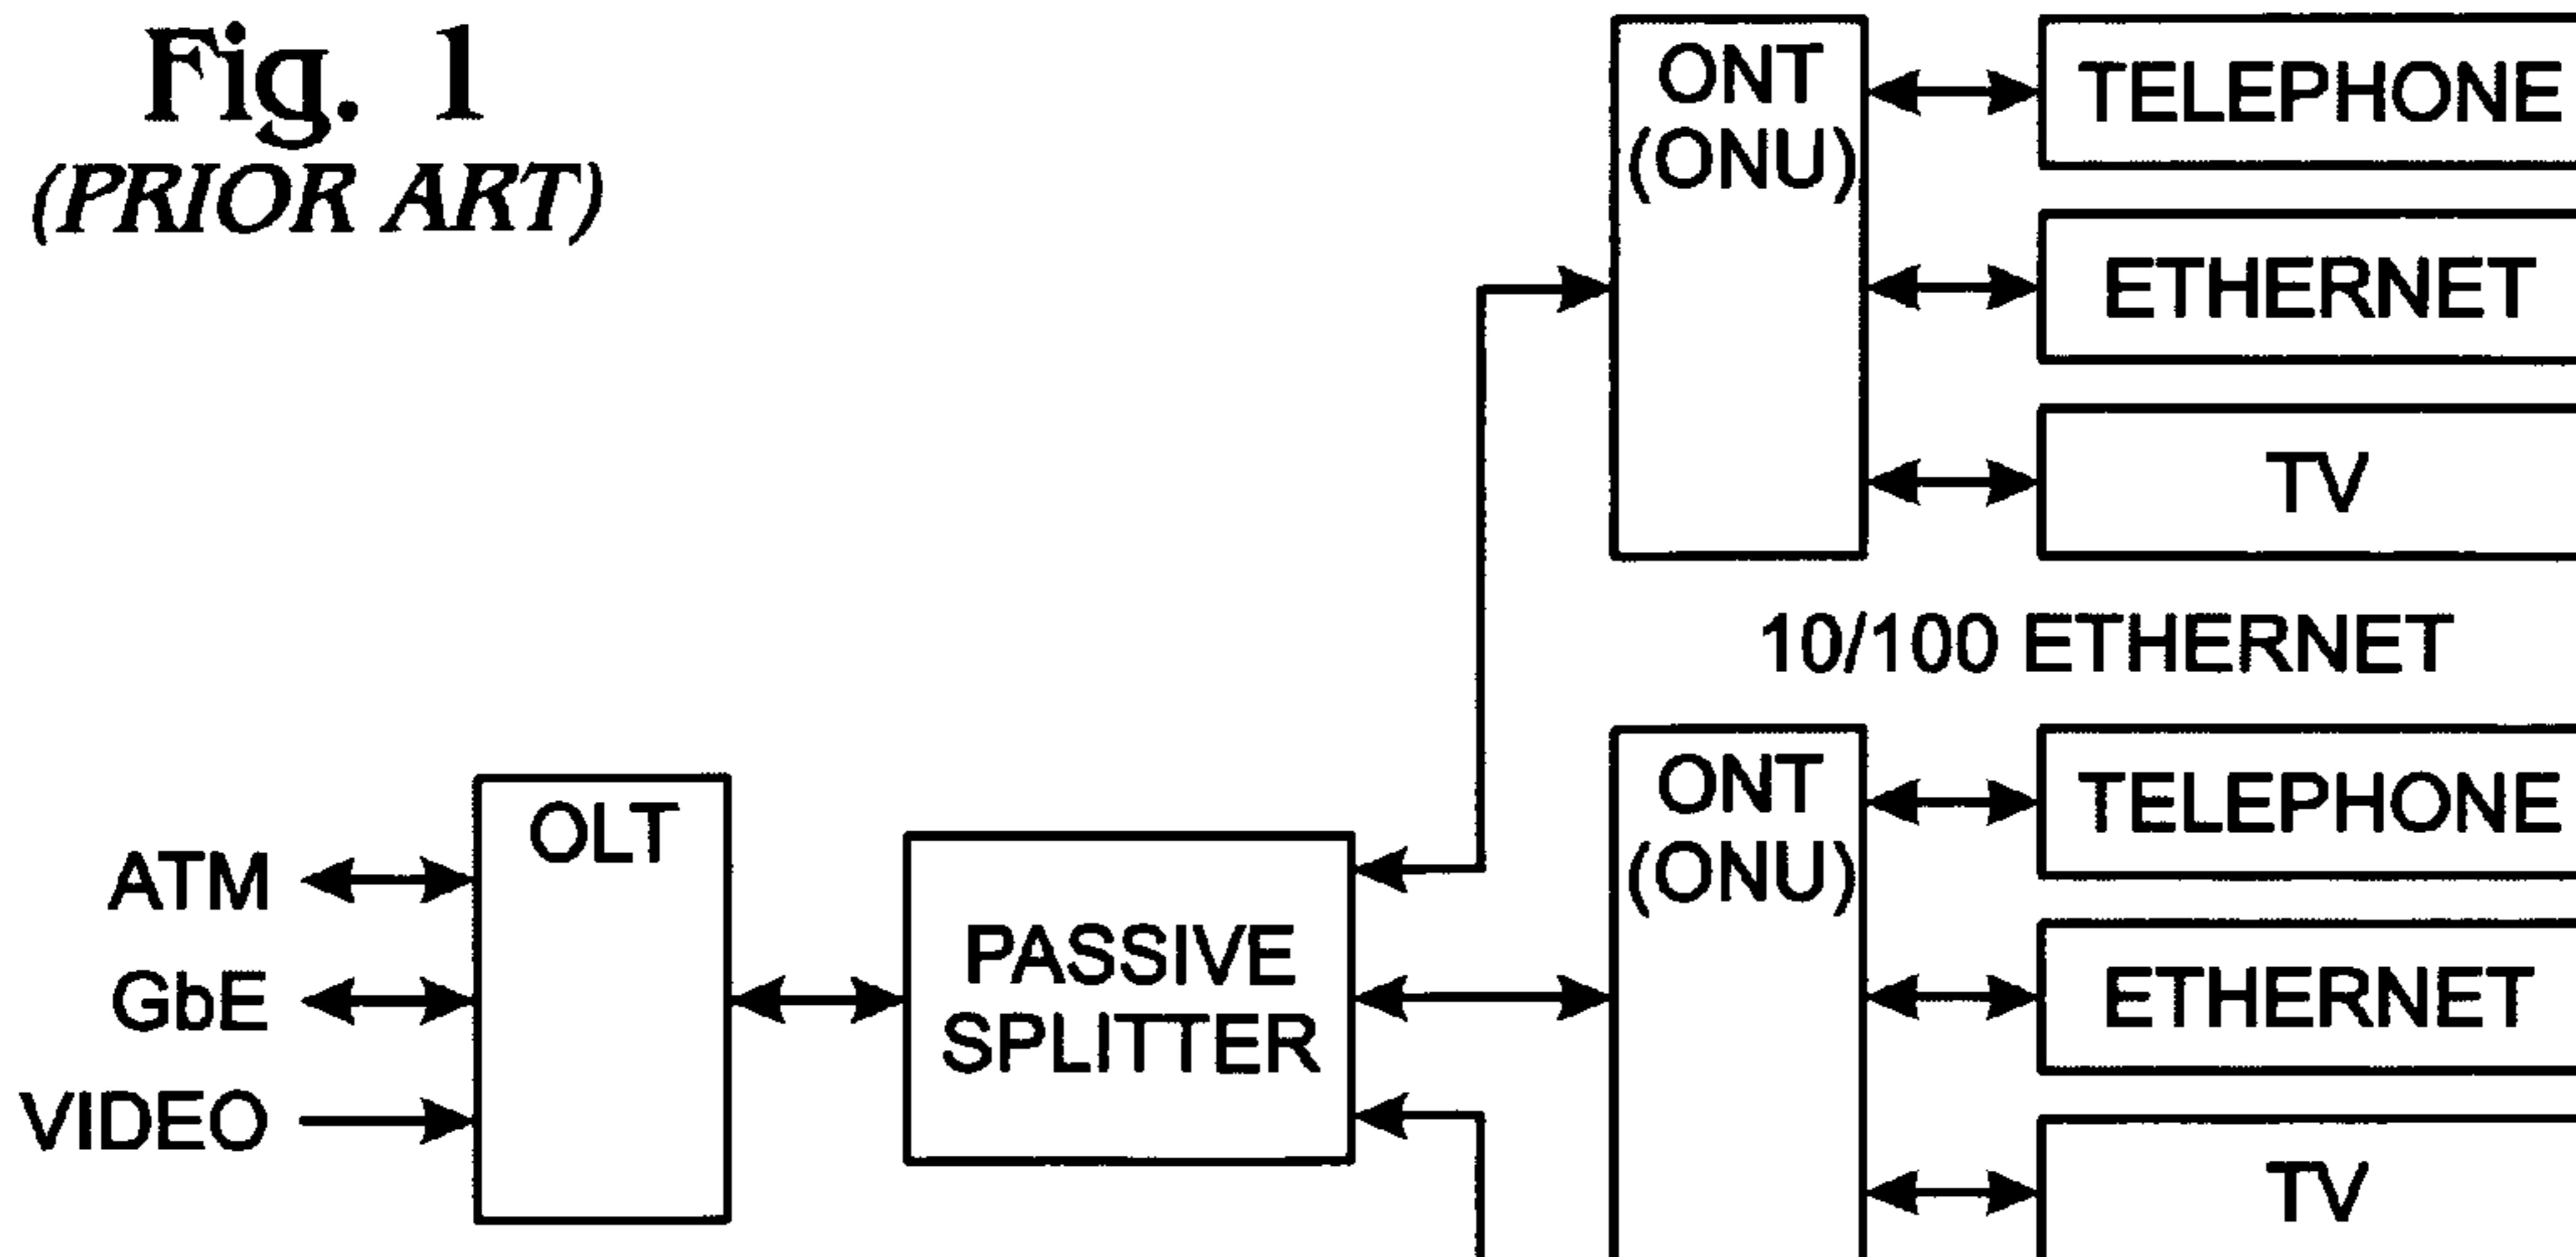 Fig. 1
(PRIOR ART)
ONT
(ONU)
TELEPHONE
ETHERNET
TV
10/100 ETHERNET
ONT
(ONU)
TELEPHONE
ETHERNET
TV
OLT
ATM
GbE
VIDEO
PASSIVE
SPLITTER